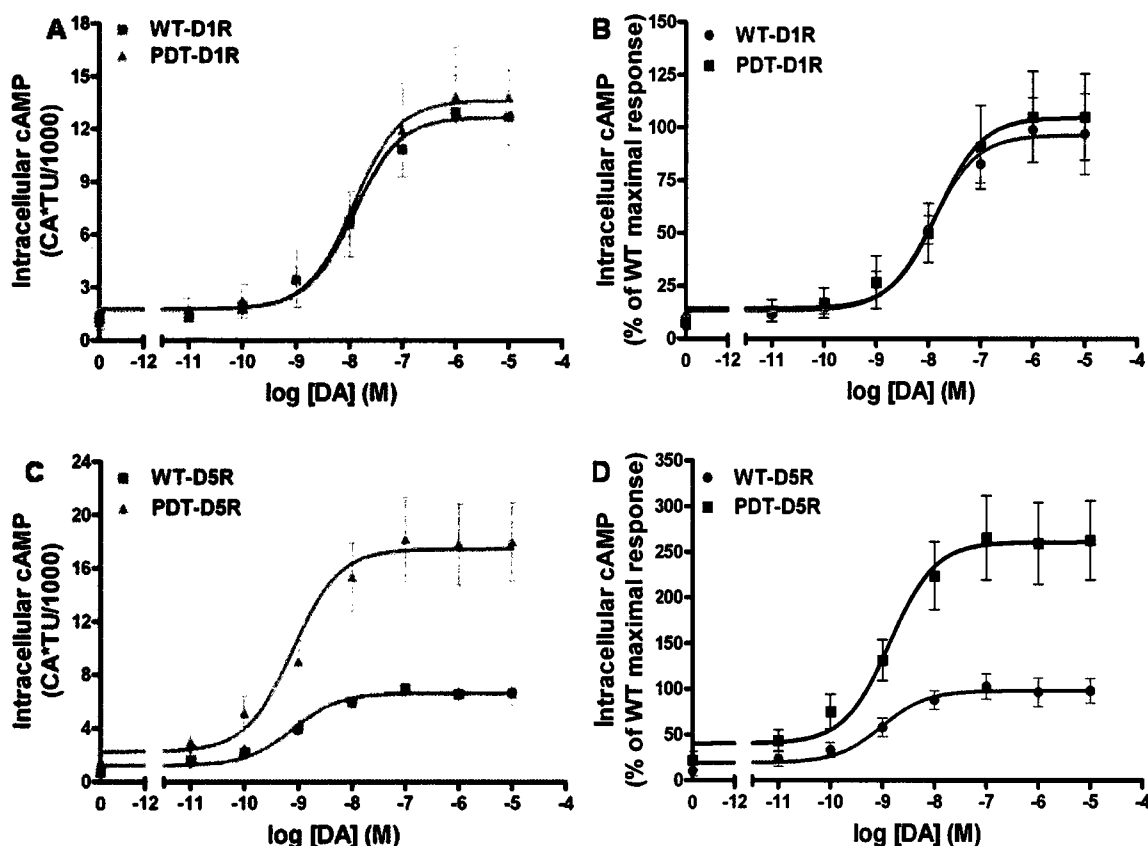 A
WT-D1R
PDT-D1R
Intracellular cAMP
(CA*TU/1000)
18
15
12
9
6
3
0
0 -12 -11 -10 -9 -8 -7 -6 -5 -4
log [DA] (M)
B
WT-D1R
PDT-D1R
Intracellular cAMP
(% of WT maximal response)
150
125
100
75
50
25
0
0 -12 -11 -10 -9 -8 -7 -6 -5 -4
log [DA] (M)
C
WT-D5R
PDT-D5R
Intracellular cAMP
(CA*TU/1000)
24
20
16
12
8
4
0
0 -12 -11 -10 -9 -8 -7 -6 -5 -4
log [DA] (M)
D
WT-D5R
PDT-D5R
Intracellular cAMP
(% of WT maximal response)
350
300
250
200
150
100
50
0
0 -12 -11 -10 -9 -8 -7 -6 -5 -4
log [DA] (M)